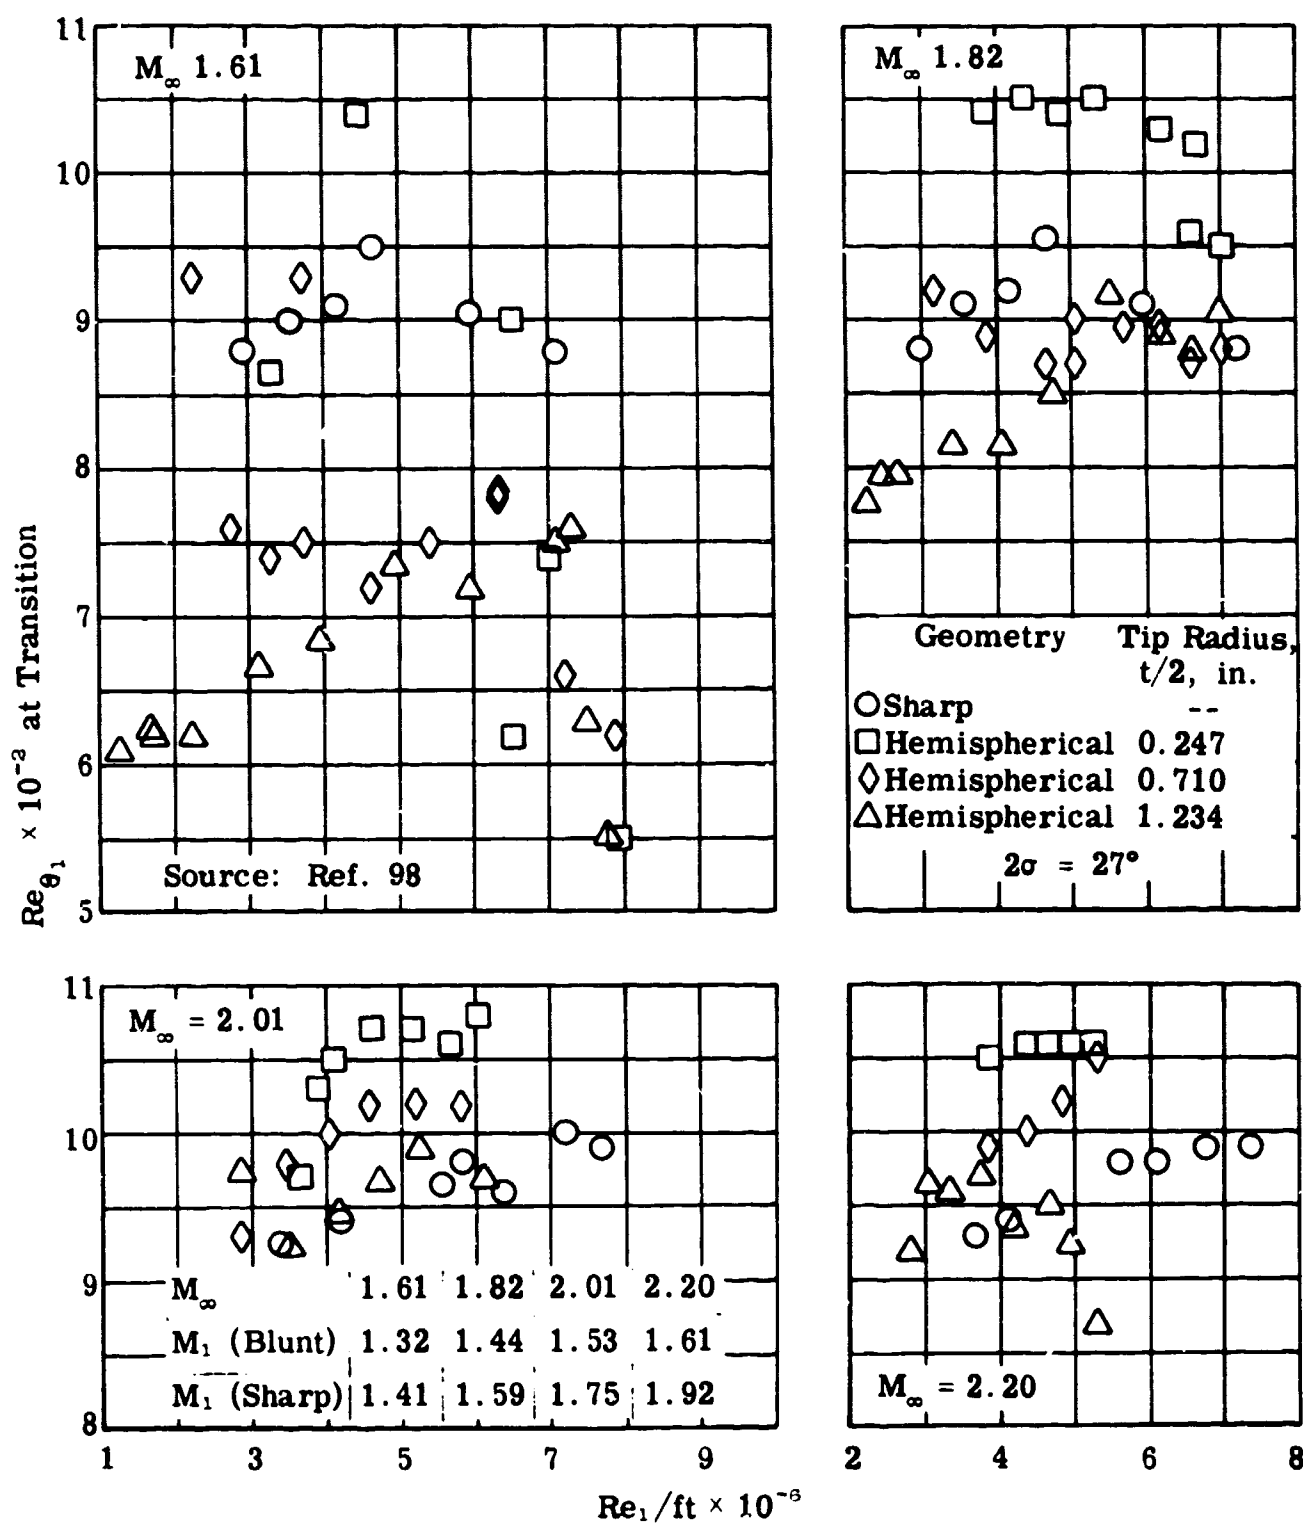 11
M∞ 1.61
M∞ 1.82
10
9
8
7
6
5
Re_θ1 × 10⁻² at Transition
Source: Ref. 98
Geometry Tip Radius,
t/2, in.
Sharp --
Hemispherical 0.247
Hemispherical 0.710
Hemispherical 1.234
2σ = 27°
11
M∞ = 2.01
10
9
8
M∞ 1.61 1.82 2.01 2.20
M₁ (Blunt) 1.32 1.44 1.53 1.61
M₁ (Sharp) 1.41 1.59 1.75 1.92
M∞ = 2.20
1 3 5 7 9
2 4 6 8
Re₁/ft × 10⁻⁶